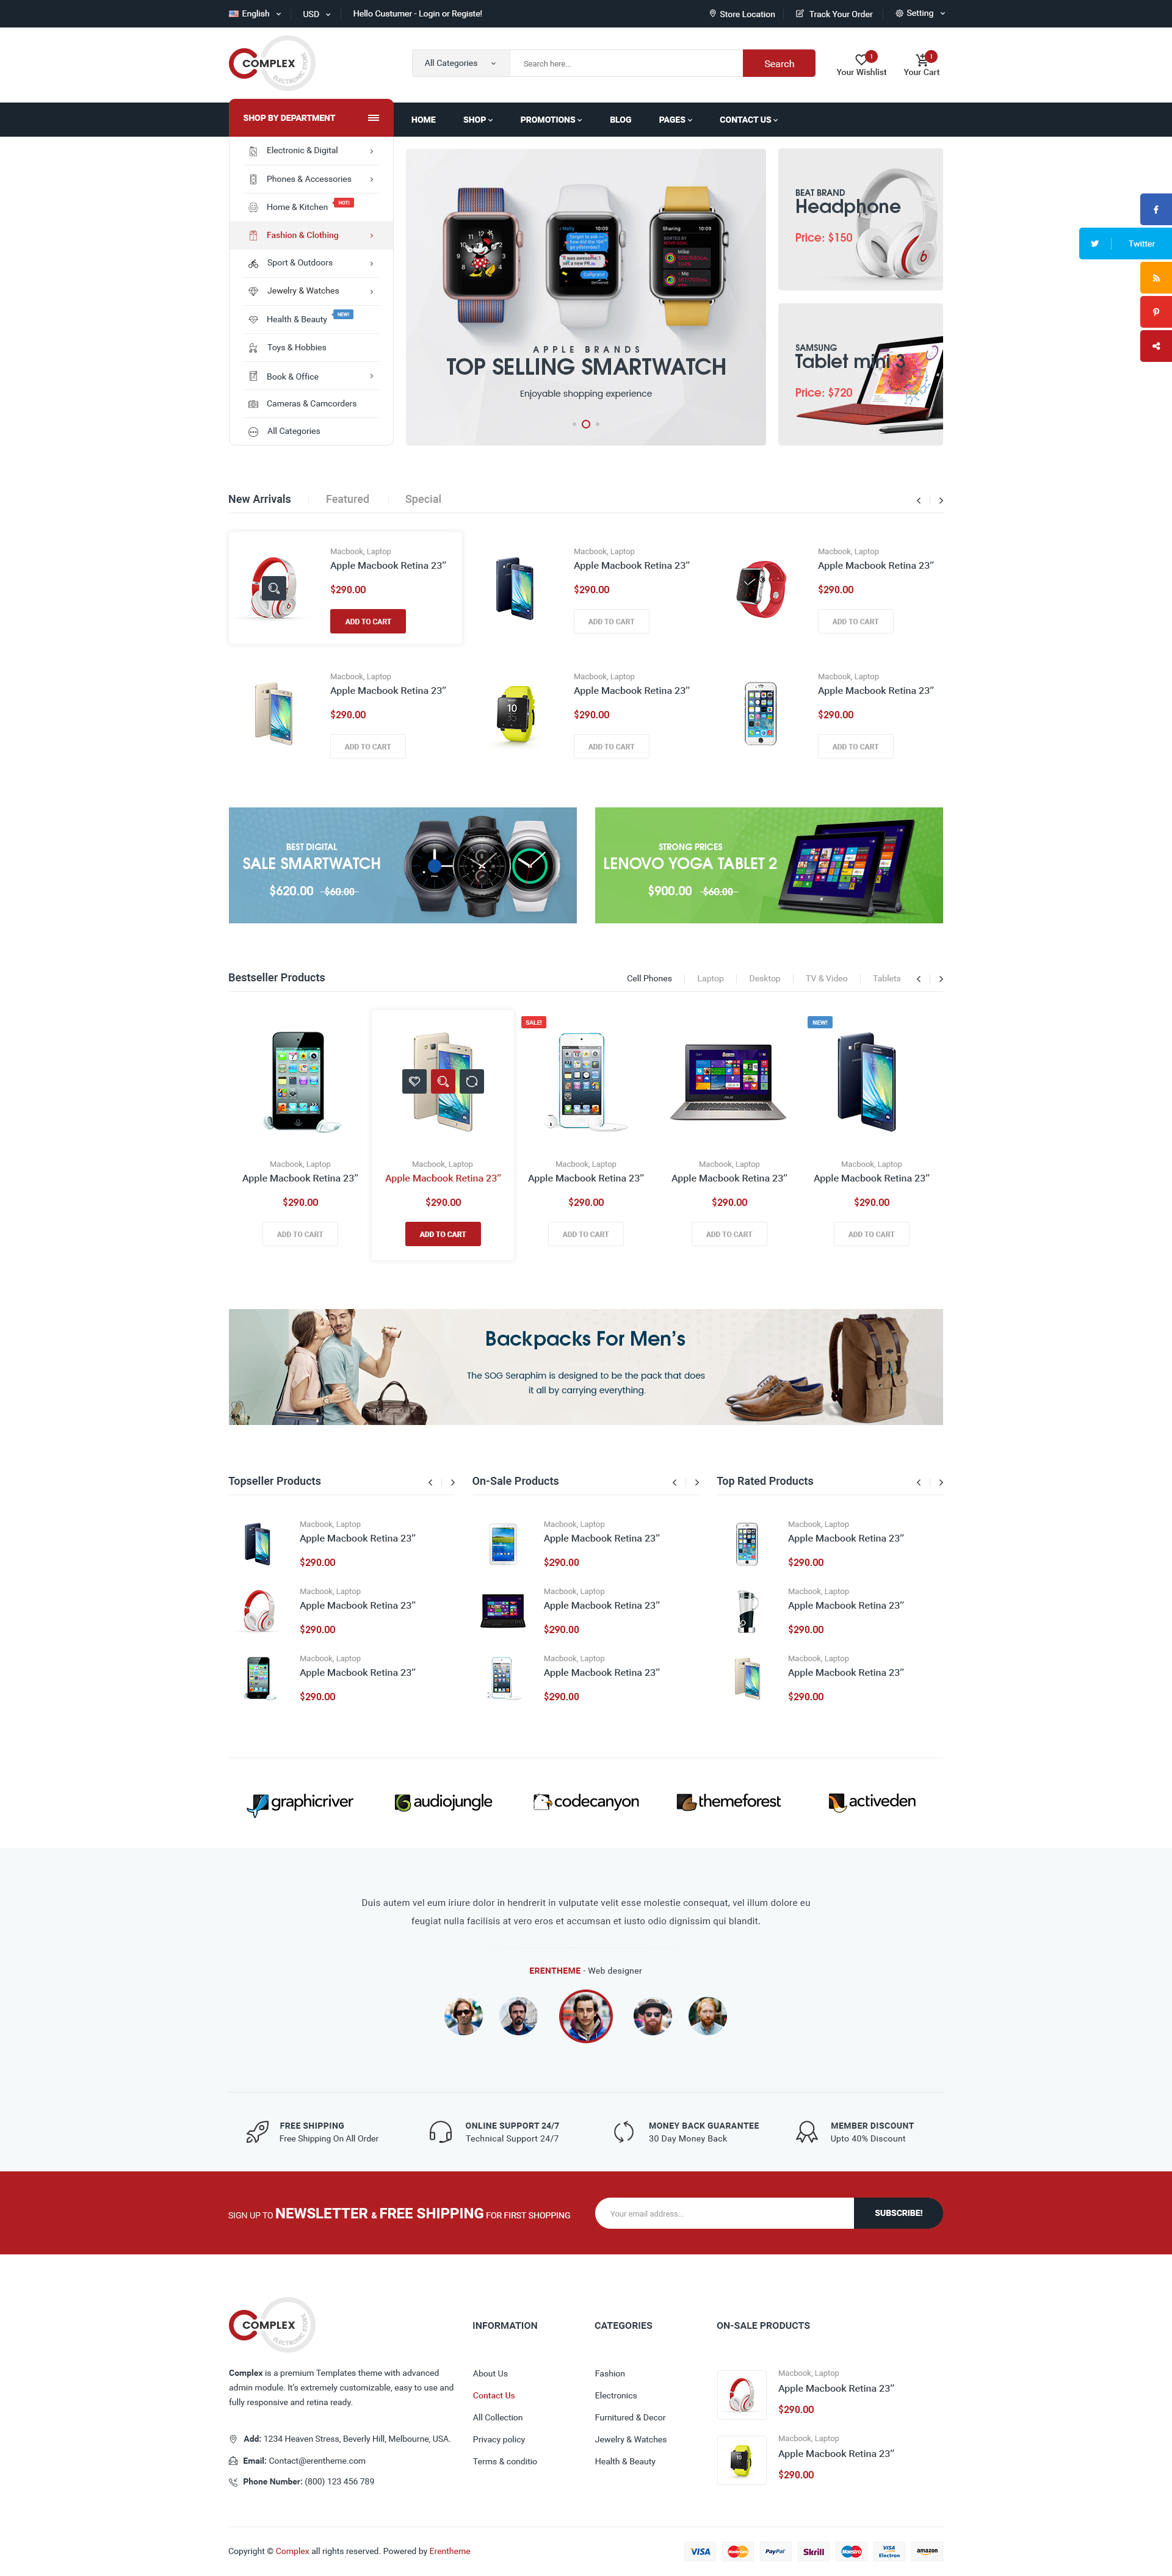 English
USD
Hello Custumer - Login or Registe!
Store Location
Track Your Order
Setting
COMPLEX
ELECTRONIC STORE
All Categories
Search here...
Search
1
Your Wishlist
1
Your Cart
SHOP BY DEPARTMENT
HOME
SHOP
PROMOTIONS
BLOG
PAGES
CONTACT US
Electronic & Digital
Phones & Accessories
Home & Kitchen
HOT!
Fashion & Clothing
Sport & Outdoors
Jewelry & Watches
Health & Beauty
NEW!
Toys & Hobbies
Book & Office
Cameras & Camcorders
All Categories
APPLE BRANDS
TOP SELLING SMARTWATCH
Enjoyable shopping experience
BEAT BRAND
Headphone
Price: $150
SAMSUNG
Tablet mini 3
Price: $720
Twitter
New Arrivals
Featured
Special
Macbook, Laptop
Apple Macbook Retina 23”
$290.00
ADD TO CART
Macbook, Laptop
Apple Macbook Retina 23”
$290.00
ADD TO CART
Macbook, Laptop
Apple Macbook Retina 23”
$290.00
ADD TO CART
Macbook, Laptop
Apple Macbook Retina 23”
$290.00
ADD TO CART
Macbook, Laptop
Apple Macbook Retina 23”
$290.00
ADD TO CART
Macbook, Laptop
Apple Macbook Retina 23”
$290.00
ADD TO CART
BEST DIGITAL
SALE SMARTWATCH
$620.00 $60.00
STRONG PRICES
LENOVO YOGA TABLET 2
$900.00 $60.00
Bestseller Products
Cell Phones
Laptop
Desktop
TV & Video
Tablets
Macbook, Laptop
Apple Macbook Retina 23”
$290.00
ADD TO CART
Macbook, Laptop
Apple Macbook Retina 23”
$290.00
ADD TO CART
SALE!
Macbook, Laptop
Apple Macbook Retina 23”
$290.00
ADD TO CART
Macbook, Laptop
Apple Macbook Retina 23”
$290.00
ADD TO CART
NEW!
Macbook, Laptop
Apple Macbook Retina 23”
$290.00
ADD TO CART
Backpacks For Men’s
The SOG Seraphim is designed to be the pack that does
it all by carrying everything.
Topseller Products
Macbook, Laptop
Apple Macbook Retina 23”
$290.00
Macbook, Laptop
Apple Macbook Retina 23”
$290.00
Macbook, Laptop
Apple Macbook Retina 23”
$290.00
On-Sale Products
Macbook, Laptop
Apple Macbook Retina 23”
$290.00
Macbook, Laptop
Apple Macbook Retina 23”
$290.00
Macbook, Laptop
Apple Macbook Retina 23”
$290.00
Top Rated Products
Macbook, Laptop
Apple Macbook Retina 23”
$290.00
Macbook, Laptop
Apple Macbook Retina 23”
$290.00
Macbook, Laptop
Apple Macbook Retina 23”
$290.00
graphicriver
audiojungle
codecanyon
themeforest
activeden
Duis autem vel eum iriure dolor in hendrerit in vulputate velit esse molestie consequat, vel illum dolore eu
feugiat nulla facilisis at vero eros et accumsan et iusto odio dignissim qui blandit.
ERENTHEME - Web designer
FREE SHIPPING
Free Shipping On All Order
ONLINE SUPPORT 24/7
Technical Support 24/7
MONEY BACK GUARANTEE
30 Day Money Back
MEMBER DISCOUNT
Upto 40% Discount
SIGN UP TO NEWSLETTER & FREE SHIPPING FOR FIRST SHOPPING
Your email address...
SUBSCRIBE!
COMPLEX
ELECTRONIC STORE
Complex is a premium Templates theme with advanced
admin module. It’s extremely customizable, easy to use and
fully responsive and retina ready.
Add: 1234 Heaven Stress, Beverly Hill, Melbourne, USA.
Email: Contact@erentheme.com
Phone Number: (800) 123 456 789
INFORMATION
About Us
Contact Us
All Collection
Privacy policy
Terms & conditio
CATEGORIES
Fashion
Electronics
Furnitured & Decor
Jewelry & Watches
Health & Beauty
ON-SALE PRODUCTS
Macbook, Laptop
Apple Macbook Retina 23”
$290.00
Macbook, Laptop
Apple Macbook Retina 23”
$290.00
Copyright © Complex all rights reserved. Powered by Erentheme
VISA
MasterCard
PayPal
Skrill
Maestro
VISA
Electron
amazon